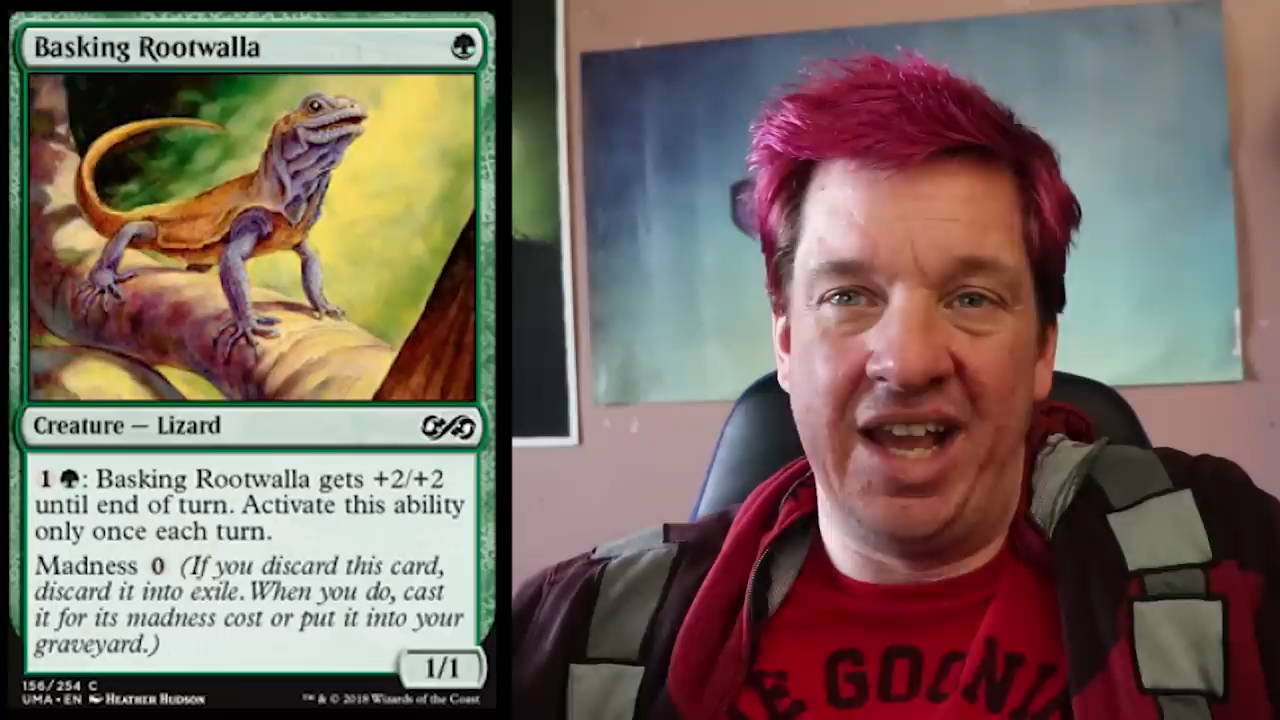 Basking Rootwalla
Creature — Lizard
1 : Basking Rootwalla gets +2/+2
until end of turn. Activate this ability
only once each turn.
Madness 0 (If you discard this card,
discard it into exile. When you do, cast
it for its madness cost or put it into your
graveyard.)
1/1
156/254 C
UMA • EN HEATHER HUDSON
™ & © 2018 Wizards of the Coast
GOONI